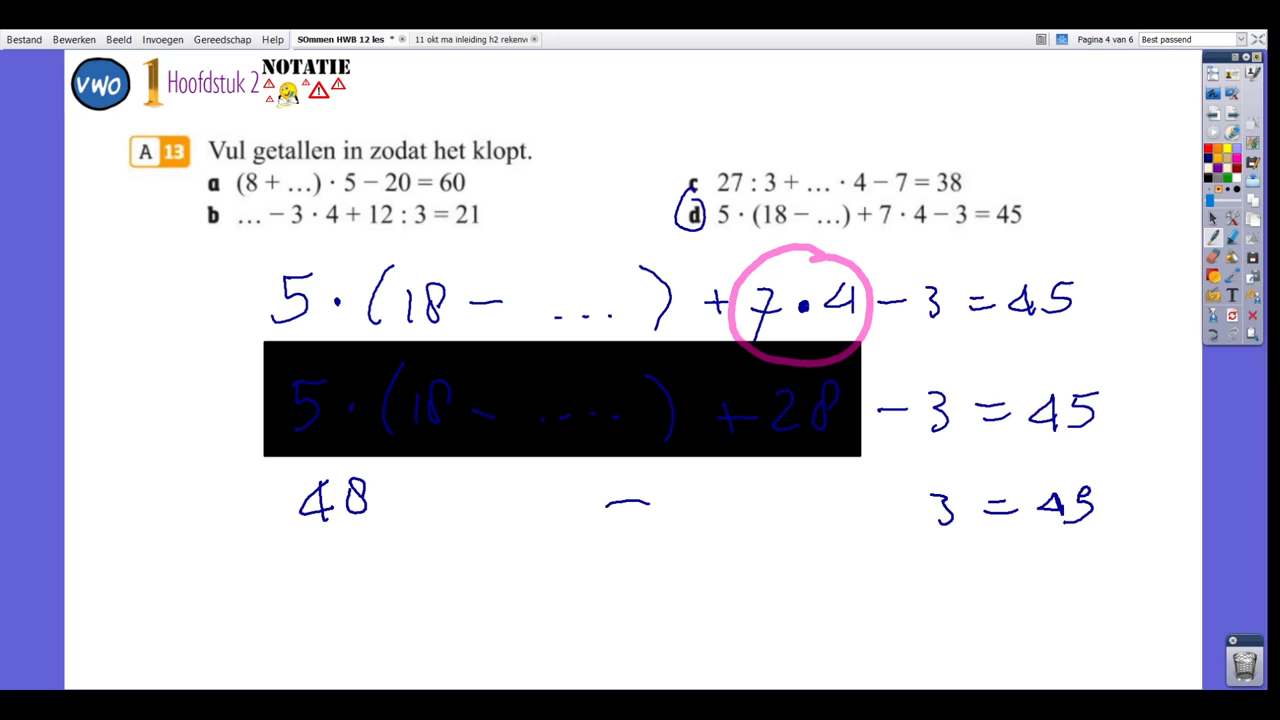 Bestand Bewerken Beeld Invoegen Gereedschap Help SOmmen HWB 12 les * 11 okt ma inleiding h2 rekenv Pagina 4 van 6 Best passend
VWO 1 Hoofdstuk 2 NOTATIE
A 13 Vul getallen in zodat het klopt.
a (8 + …) · 5 – 20 = 60
b … – 3 · 4 + 12 : 3 = 21
c 27 : 3 + … · 4 – 7 = 38
d 5 · (18 – …) + 7 · 4 – 3 = 45
5 · (18 – ...) + 7 · 4 – 3 = 45
5 · (18 – ....) + 28 – 3 = 45
48 – 3 = 45